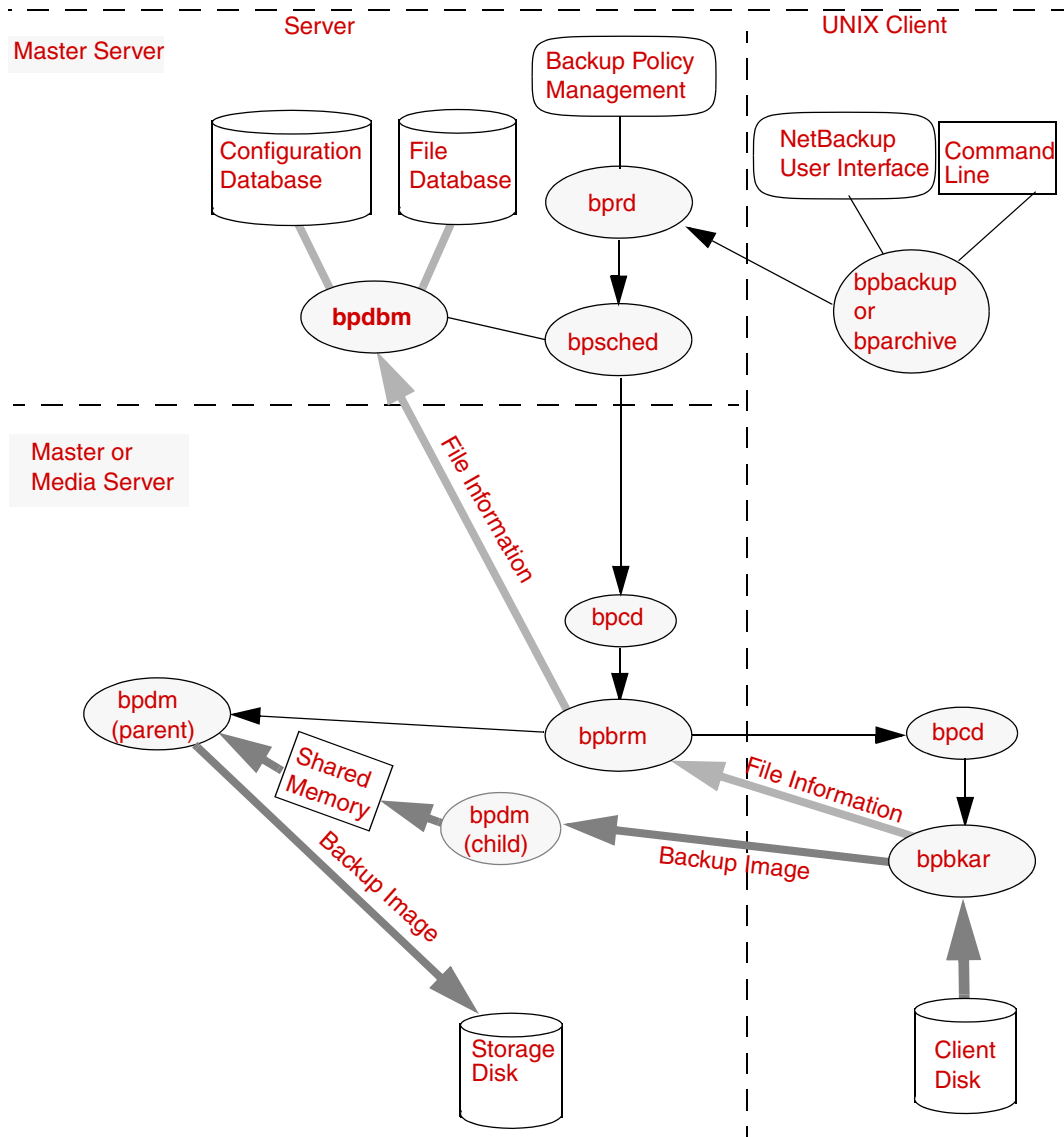 Server
UNIX Client
Master Server
Backup Policy
Management
Configuration
Database
File
Database
NetBackup
User Interface
Command
Line
bprd
bpbackup
or
bparchive
bpdbm
bpsched
Master or
Media Server
File Information
bpcd
bpdm
(parent)
bpbrm
bpcd
Shared
Memory
File Information
bpdm
(child)
Backup Image
bpbkar
Backup Image
Storage
Disk
Client
Disk